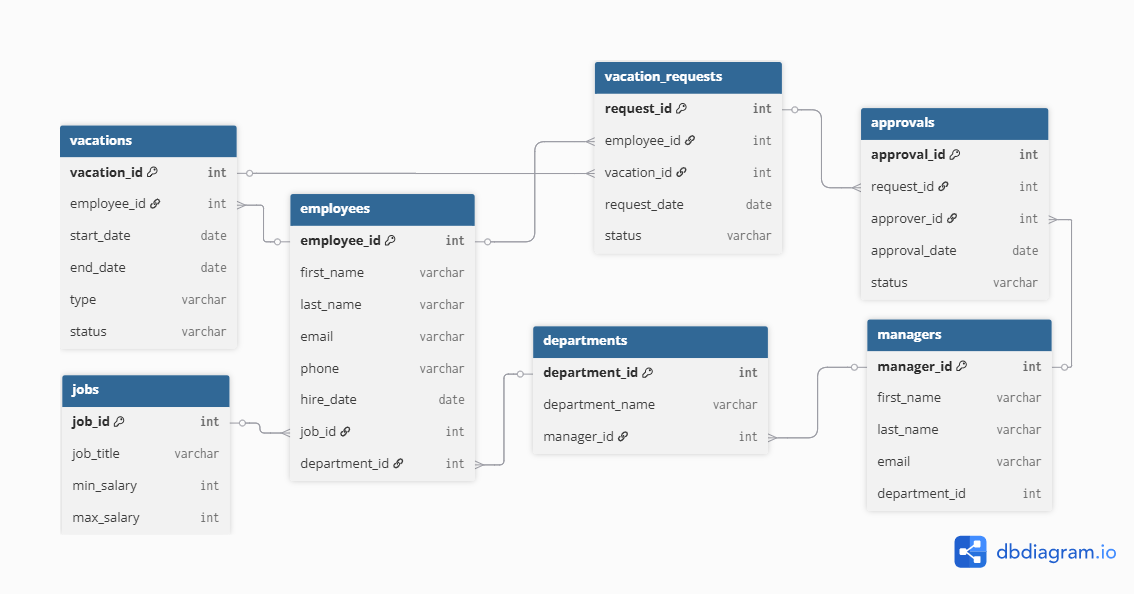 vacations
vacation_id int
employee_id int
start_date date
end_date date
type varchar
status varchar
jobs
job_id int
job_title varchar
min_salary int
max_salary int
employees
employee_id int
first_name varchar
last_name varchar
email varchar
phone varchar
hire_date date
job_id int
department_id int
vacation_requests
request_id int
employee_id int
vacation_id int
request_date date
status varchar
departments
department_id int
department_name varchar
manager_id int
approvals
approval_id int
request_id int
approver_id int
approval_date date
status varchar
managers
manager_id int
first_name varchar
last_name varchar
email varchar
department_id int
dbdiagram.io